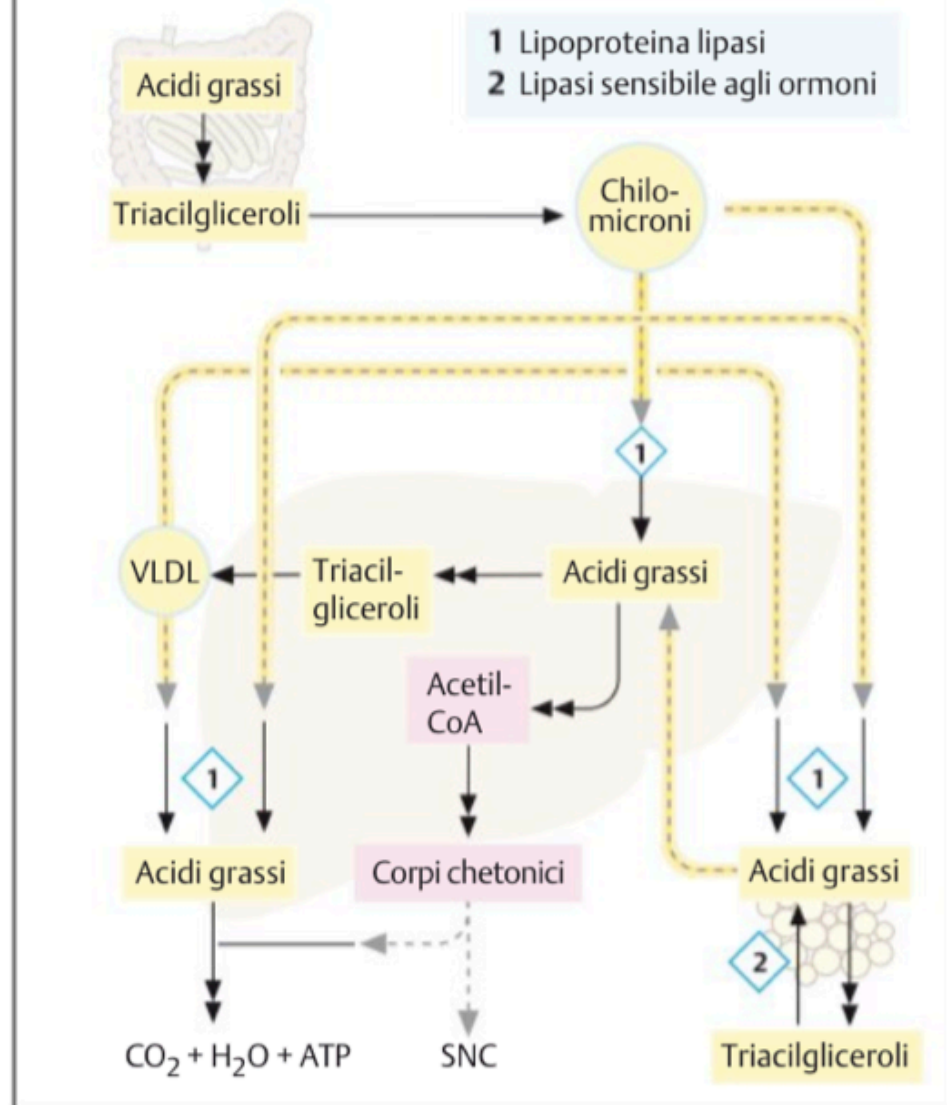 1 Lipoproteina lipasi
2 Lipasi sensibile agli ormoni
Acidi grassi
Triacilgliceroli
Chilo-
microni
1
VLDL
Triacil-
gliceroli
Acidi grassi
Acetil-
CoA
1
1
Acidi grassi
Corpi chetonici
Acidi grassi
2
CO₂ + H₂O + ATP
SNC
Triacilgliceroli